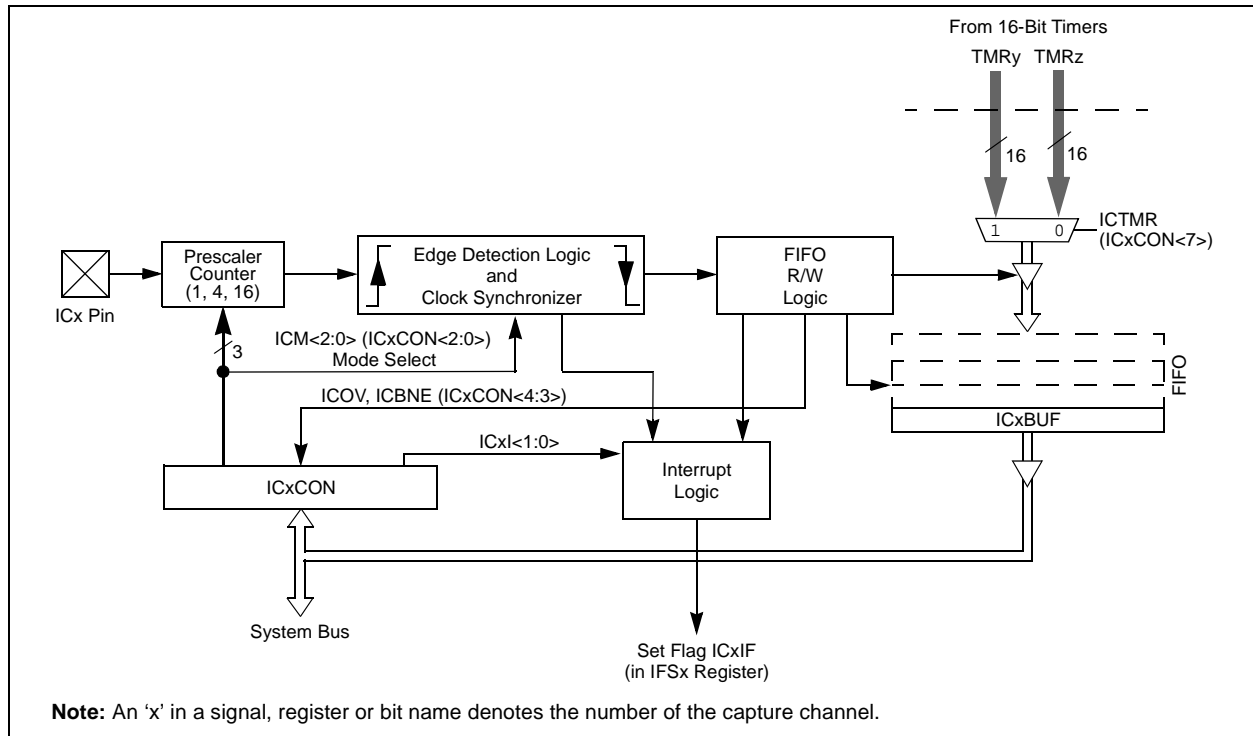 From 16-Bit Timers
TMRy TMRz
16
16
1 0
ICTMR
(ICxCON<7>)
ICx Pin
Prescaler
Counter
(1, 4, 16)
3
Edge Detection Logic
and
Clock Synchronizer
FIFO
R/W
Logic
ICM<2:0> (ICxCON<2:0>)
Mode Select
ICOV, ICBNE (ICxCON<4:3>)
ICxI<1:0>
ICxCON
Interrupt
Logic
FIFO
ICxBUF
System Bus
Set Flag ICxIF
(in IFSx Register)
Note: An ‘x’ in a signal, register or bit name denotes the number of the capture channel.